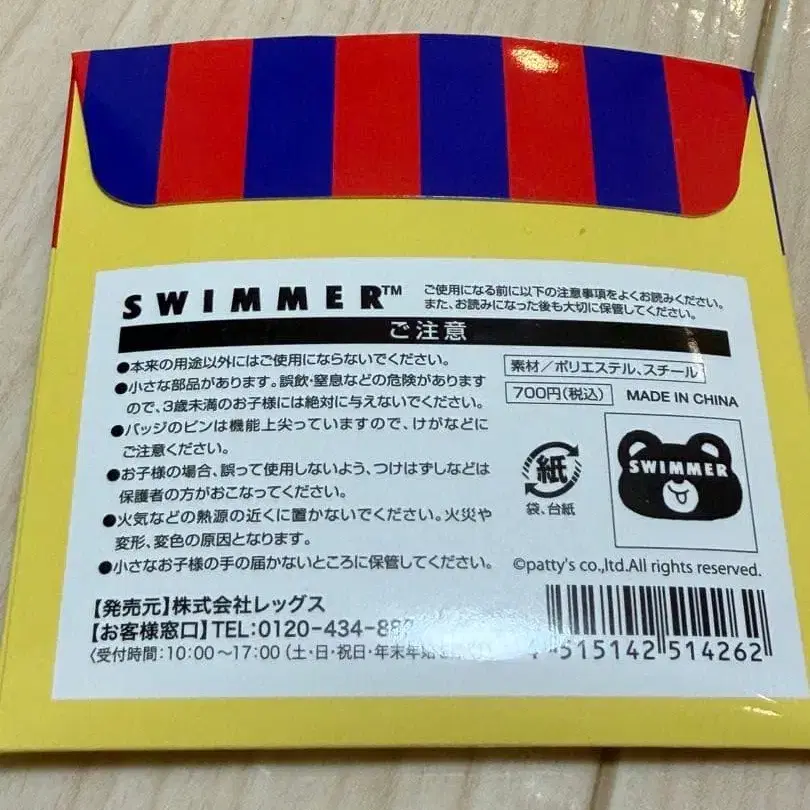 SWIMMER™
ご使用になる前に以下の注意事項をよくお読みください。
また、お読みになった後も大切に保管してください。
ご注意
●本来の用途以外にはご使用にならないでください。
●小さな部品があります。誤飲・窒息などの危険があります
ので、3歳未満のお子様には絶対に与えないでください。
●バッジのピンは機能上尖っていますので、けがなどに
ご注意ください。
●お子様の場合、誤って使用しないよう、つけはずしなどは
保護者の方がおこなってください。
●火気などの熱源の近くに置かないでください。火災や
変形、変色の原因となります。
●小さなお子様の手の届かないところに保管してください。
素材/ポリエステル、スチール
700円(税込)
MADE IN CHINA
紙
袋、台紙
SWIMMER
©patty's co.,ltd.All rights reserved.
【発売元】株式会社レッグス
【お客様窓口】TEL:0120-434-88
〈受付時間:10:00～17:00(土・日・祝日・年末年始
4 515142 514262